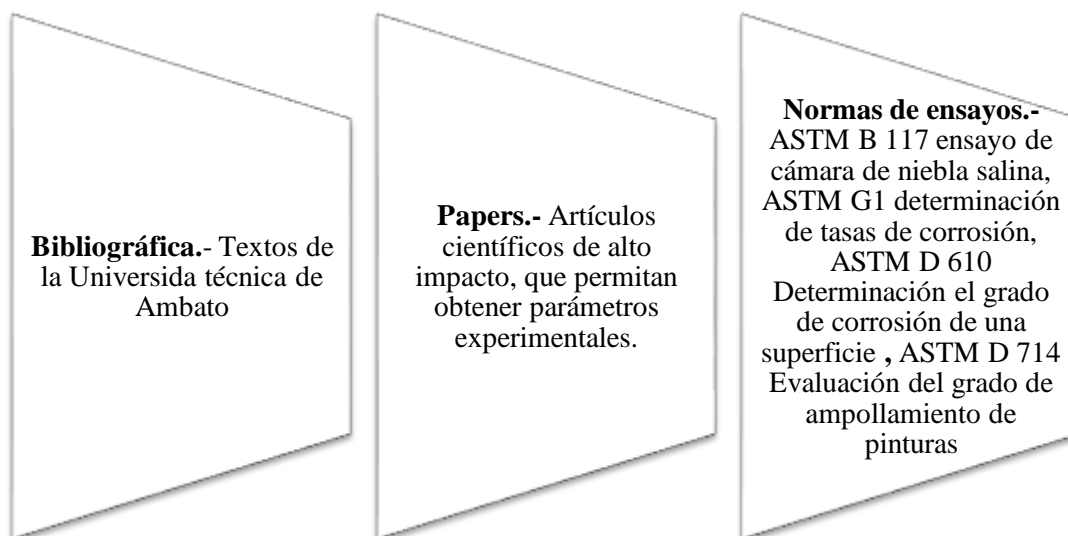 Bibliográfica.- Textos de
la Universida técnica de
Ambato
Papers.- Artículos
científicos de alto
impacto, que permitan
obtener parámetros
experimentales.
Normas de ensayos.-
ASTM B 117 ensayo de
cámara de niebla salina,
ASTM G1 determinación
de tasas de corrosión,
ASTM D 610
Determinación el grado
de corrosión de una
superficie , ASTM D 714
Evaluación del grado de
ampollamiento de
pinturas